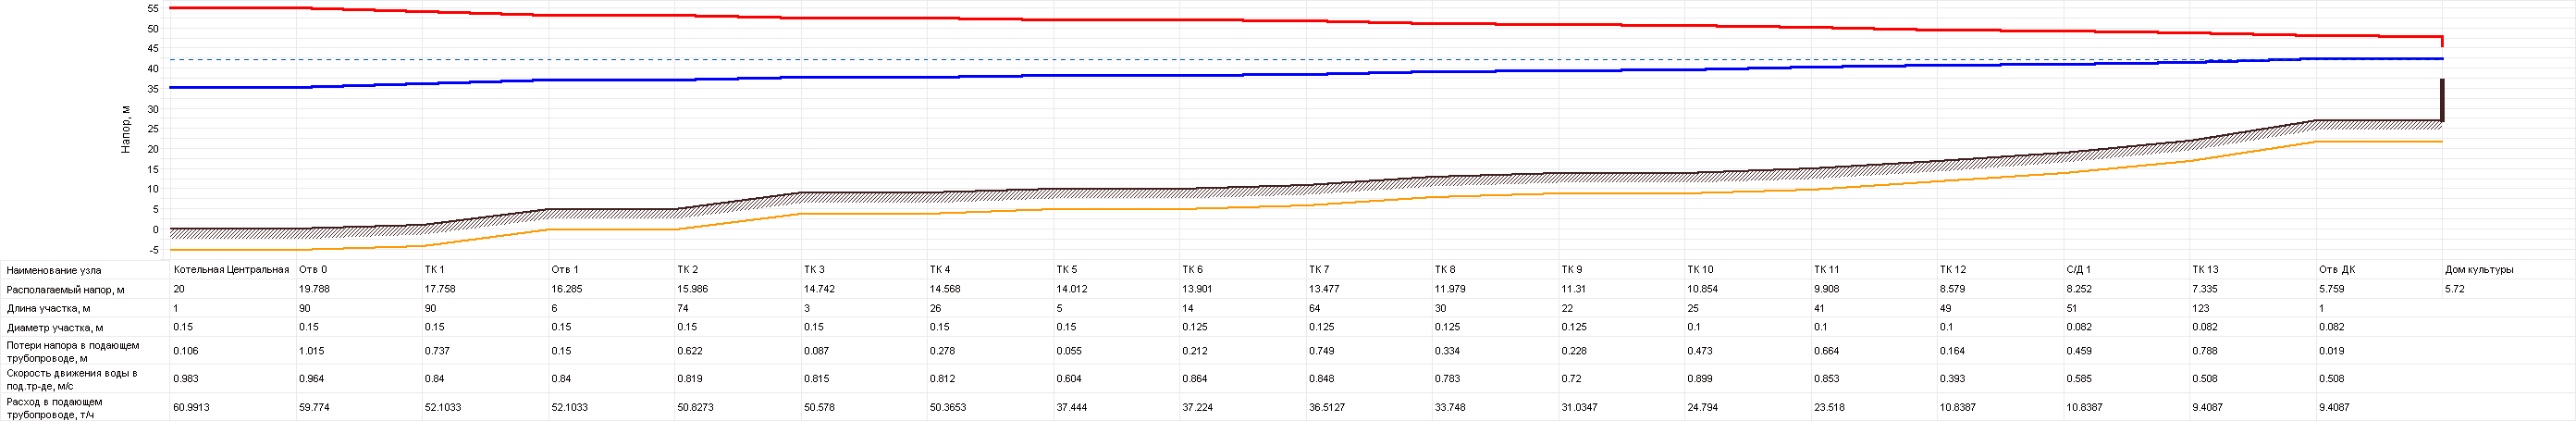 55
50
45
40
35
30
25
20
15
10
5
0
-5
Напор, м
Наименование узла Котельная Центральная Отв 0 ТК 1 Отв 1 ТК 2 ТК 3 ТК 4 ТК 5 ТК 6 ТК 7 ТК 8 ТК 9 ТК 10 ТК 11 ТК 12 С/Д 1 ТК 13 Отв ДК Дом культуры
Располагаемый напор, м 20 19.788 17.758 16.285 15.986 14.742 14.568 14.012 13.901 13.477 11.979 11.31 10.854 9.908 8.579 8.252 7.335 5.759 5.72
Длина участка, м 1 90 90 6 74 3 26 5 14 64 30 22 25 41 49 51 123 1
Диаметр участка, м 0.15 0.15 0.15 0.15 0.15 0.15 0.15 0.15 0.125 0.125 0.125 0.125 0.1 0.1 0.1 0.082 0.082 0.082
Потери напора в подающем
трубопроводе, м 0.106 1.015 0.737 0.15 0.622 0.087 0.278 0.055 0.212 0.749 0.334 0.228 0.473 0.664 0.164 0.459 0.788 0.019
Скорость движения воды в
под.тр-де, м/с 0.983 0.964 0.84 0.84 0.819 0.815 0.812 0.604 0.864 0.848 0.783 0.72 0.899 0.853 0.393 0.585 0.508 0.508
Расход в подающем
трубопроводе, т/ч 60.9913 59.774 52.1033 52.1033 50.8273 50.578 50.3653 37.444 37.224 36.5127 33.748 31.0347 24.794 23.518 10.8387 10.8387 9.4087 9.4087